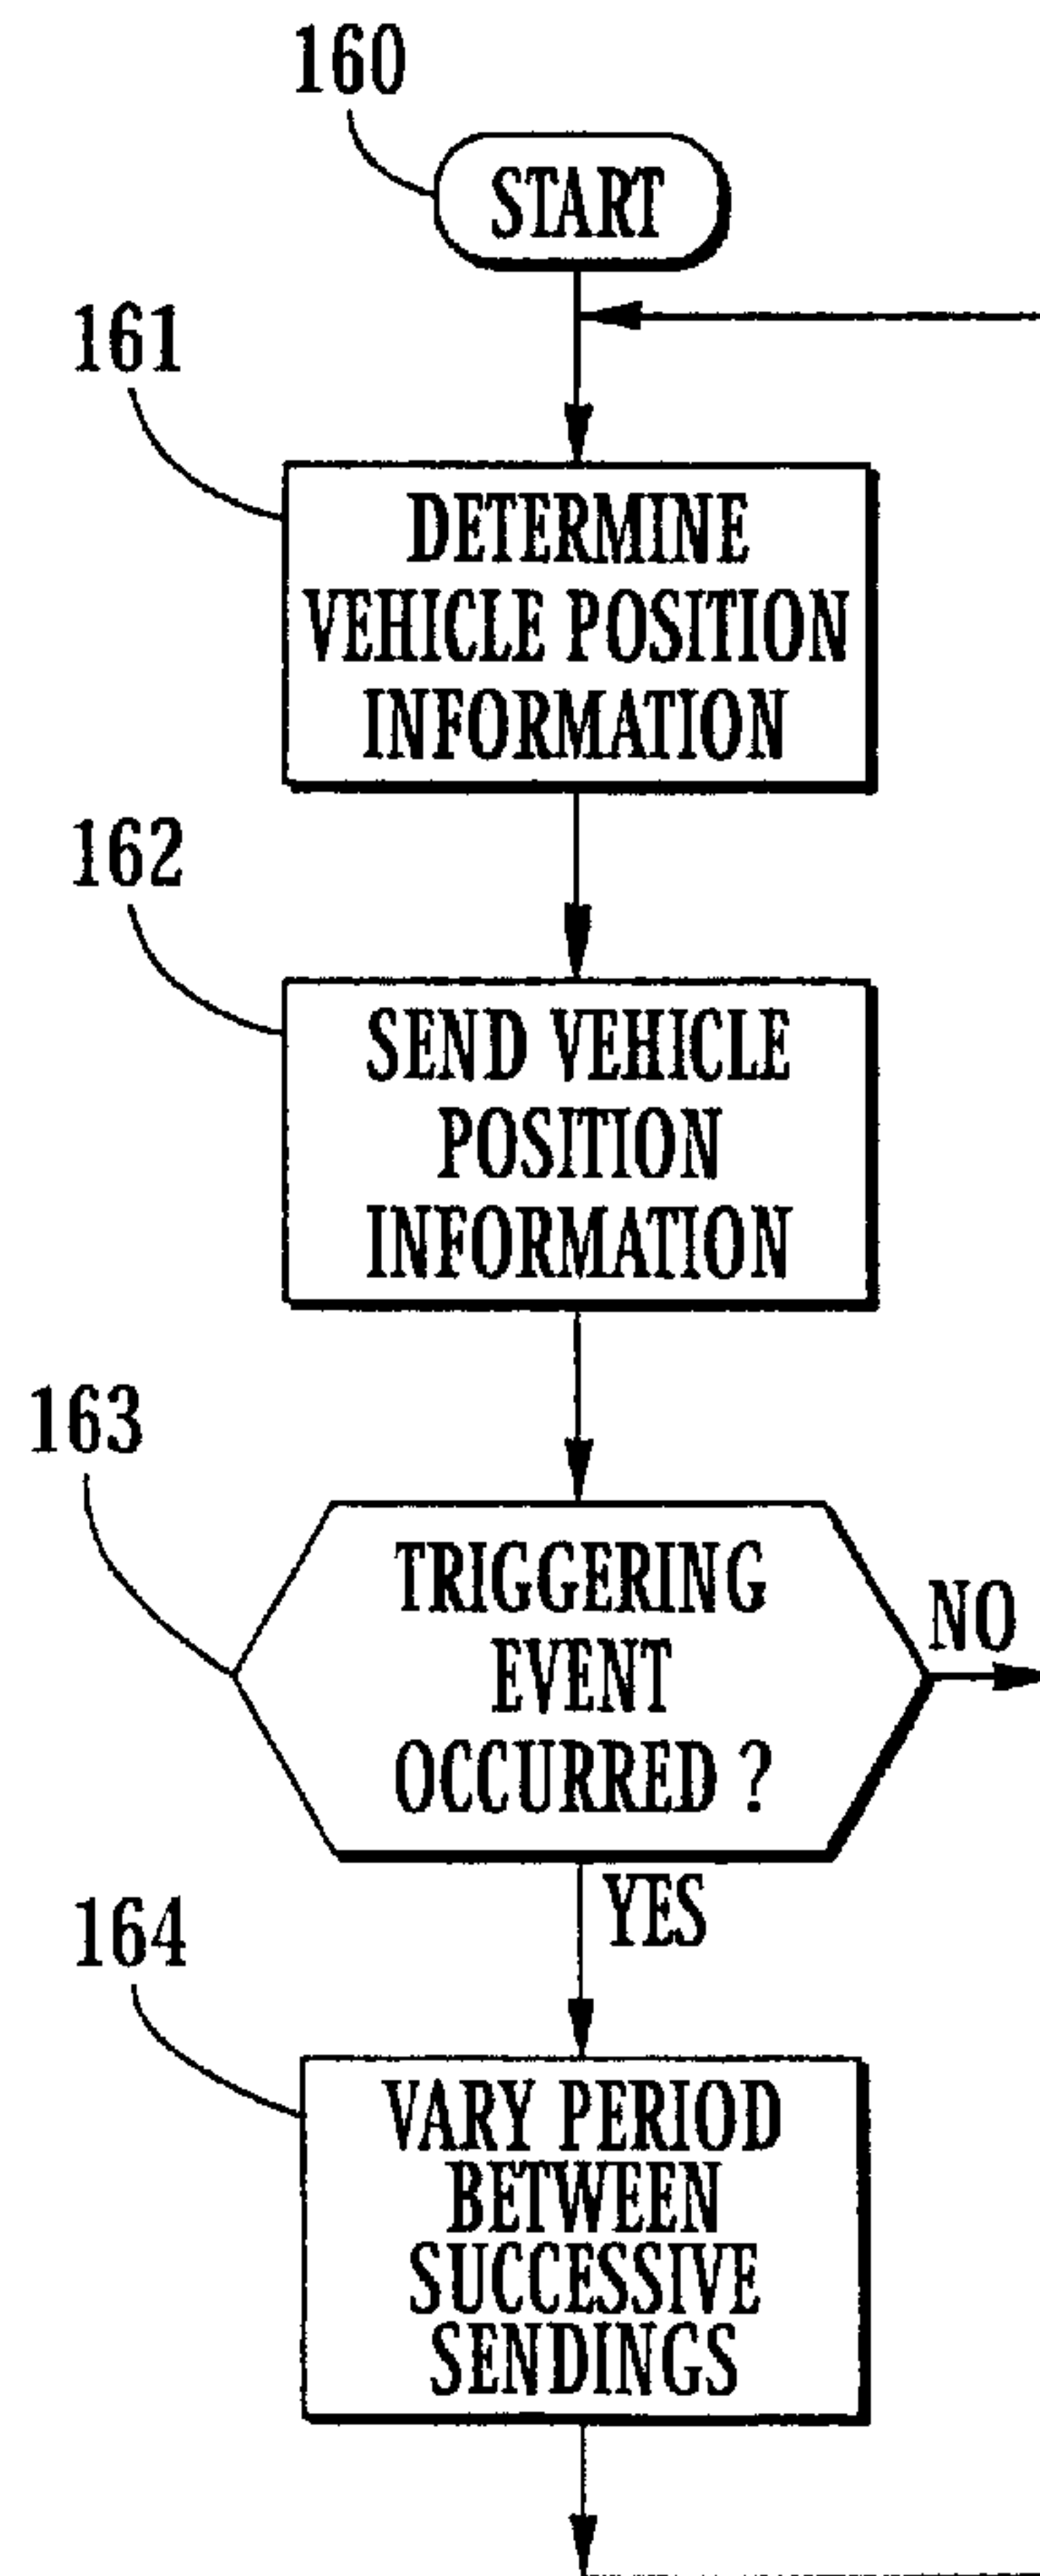 160
START
161
DETERMINE
VEHICLE POSITION
INFORMATION
162
SEND VEHICLE
POSITION
INFORMATION
163
TRIGGERING
EVENT
OCCURRED ?
NO
YES
164
VARY PERIOD
BETWEEN
SUCCESSIVE
SENDINGS